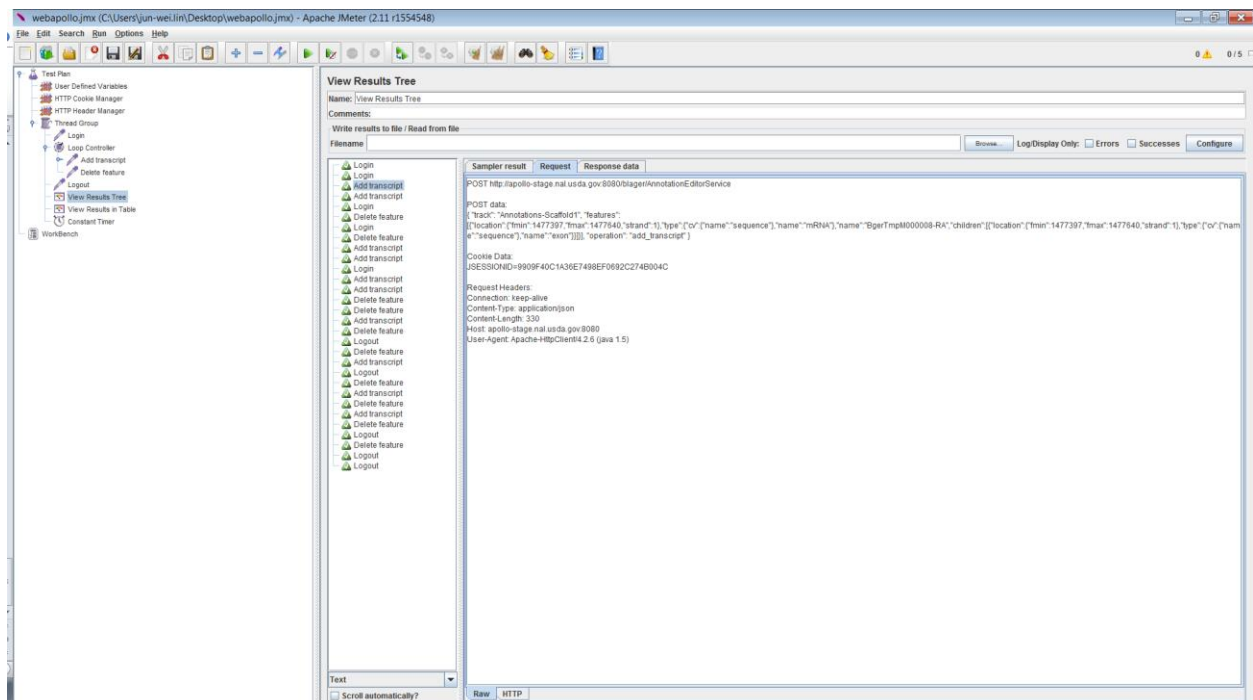 webapollo.jmx (C:\Users\jun-wei.lin\Desktop\webapollo.jmx) - Apache JMeter (2.11 r1554548)
File Edit Search Run Options Help
0 0/5
Test Plan
User Defined Variables
HTTP Cookie Manager
HTTP Header Manager
Thread Group
Login
Loop Controller
Add transcript
Delete feature
Logout
View Results Tree
View Results in Table
Constant Timer
WorkBench
View Results Tree
Name: View Results Tree
Comments:
Write results to file / Read from file
Filename Browse... Log/Display Only: Errors Successes Configure
Login
Login
Add transcript
Add transcript
Login
Delete feature
Login
Delete feature
Add transcript
Add transcript
Login
Add transcript
Add transcript
Delete feature
Delete feature
Add transcript
Delete feature
Logout
Delete feature
Add transcript
Logout
Delete feature
Add transcript
Delete feature
Add transcript
Delete feature
Logout
Delete feature
Logout
Logout
Text
Scroll automatically?
Sampler result Request Response data
POST http://apollo-stage.nal.usda.gov:8080/blager/AnnotationEditorService
POST data:
{ "track": "Annotations-Scaffold1", "features":
[{"location":{"fmin":1477397,"fmax":1477640,"strand":1},"type":{"cv":{"name":"sequence"},"name":"mRNA"},"name":"BgerTmpM000008-RA","children":[{"location":{"fmin":1477397,"fmax":1477640,"strand":1},"type":{"cv":{"nam
e":"sequence"},"name":"exon"}}]}], "operation": "add_transcript" }
Cookie Data:
JSESSIONID=9909F40C1A36E7498EF0692C274B004C
Request Headers:
Connection: keep-alive
Content-Type: application/json
Content-Length: 330
Host: apollo-stage.nal.usda.gov:8080
User-Agent: Apache-HttpClient/4.2.6 (java 1.5)
Raw HTTP